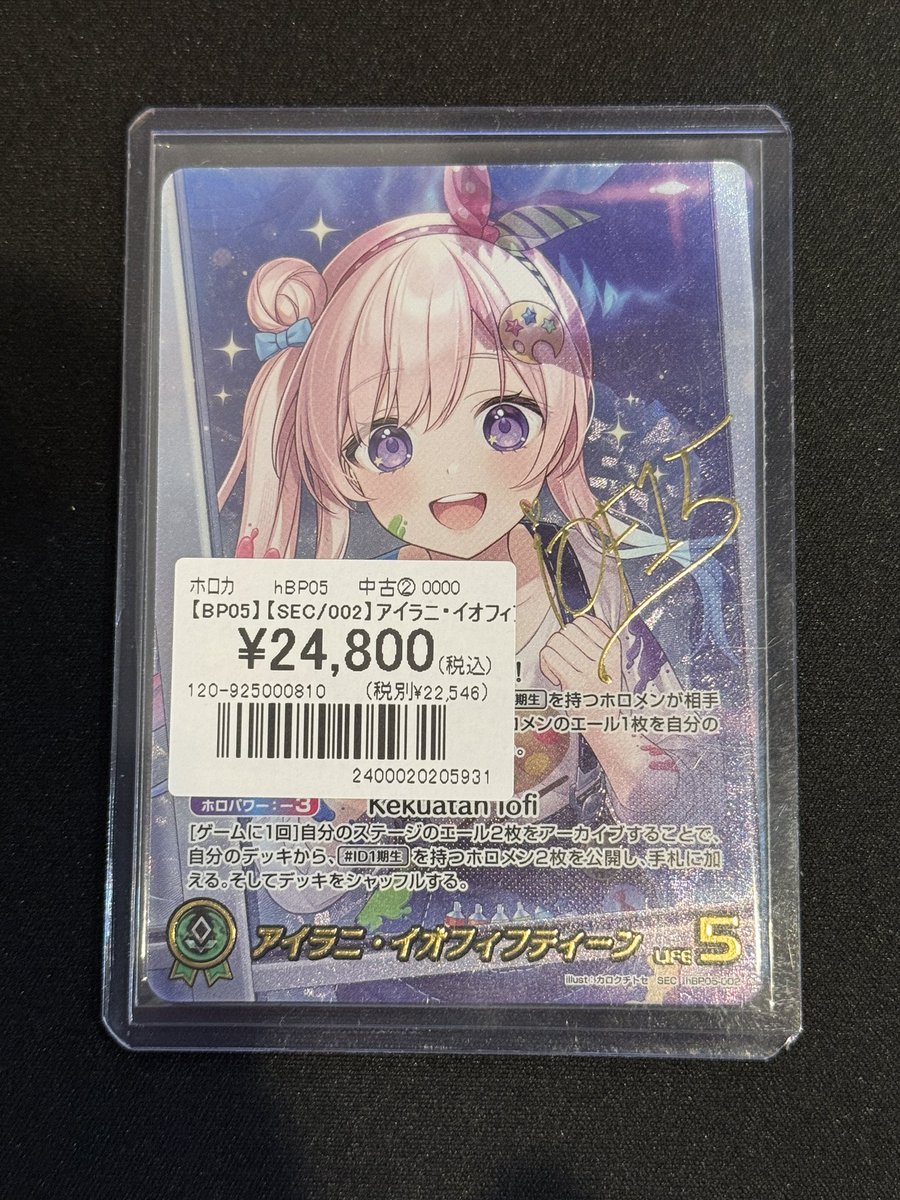 iOFI15
ホロカ hBP05 中古② 0000
【BP05】【SEC/002】アイラニ・イオフィフ
¥24,800(税込)
120-925000810 (税別¥22,546)
2400020205931
!
期生 を持つホロメンが相手
ロメンのエール1枚を自分の
。
ホロパワー:-3 Kekuatan Iofi
[ゲームに1回]自分のステージのエール2枚をアーカイブすることで、
自分のデッキから、#ID1期生 を持つホロメン2枚を公開し、手札に加
える。そしてデッキをシャッフルする。
アイラニ・イオフィフティーン LIFE 5
illust:カロクチトセ SEC hBP05-002